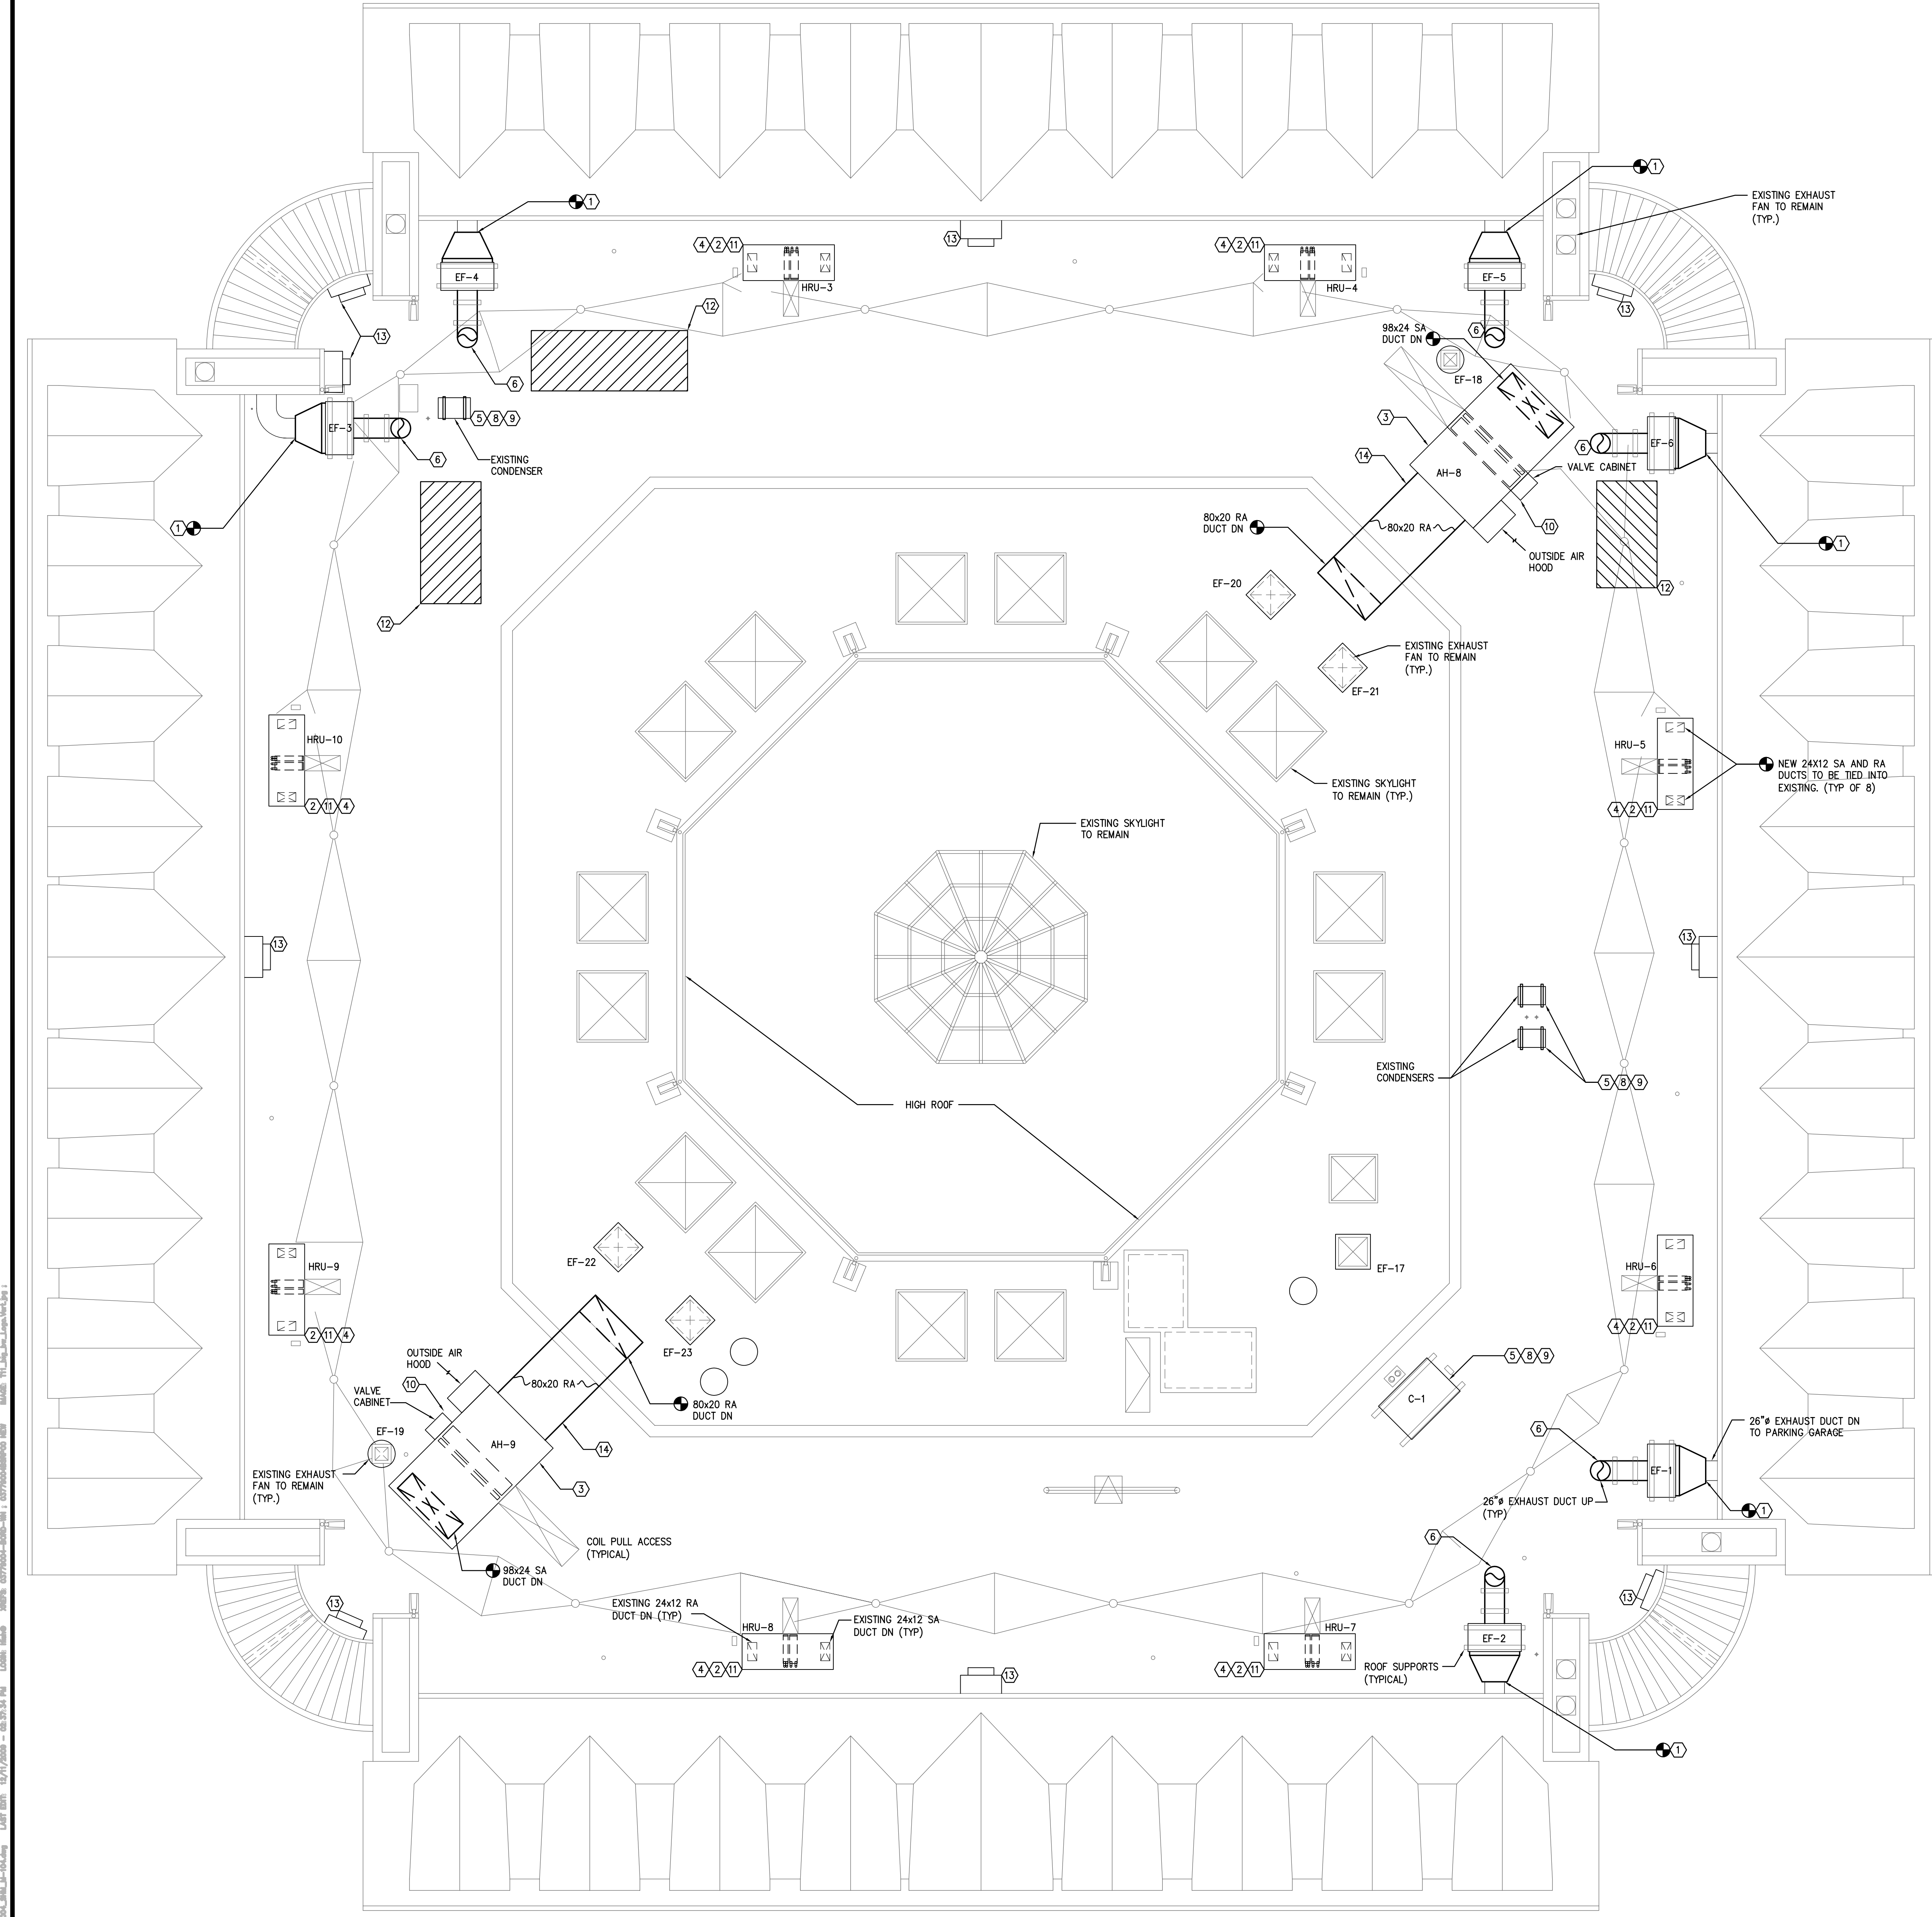 1
1
EXISTING EXHAUST
FAN TO REMAIN
(TYP.)
4 2 11
13
4 2 11
EF-4
EF-5
HRU-3
HRU-4
13
12
13
98x24 SA
DUCT DN
6
EF-18
6
3
5 8 9
EF-3
EF-6
6
6
EXISTING
CONDENSER
14
AH-8
VALVE CABINET
1
80x20 RA
DUCT DN
80x20 RA
10
1
OUTSIDE AIR
HOOD
EF-20
12
12
EXISTING EXHAUST
FAN TO REMAIN
(TYP.)
EF-21
HRU-10
HRU-5
NEW 24X12 SA AND RA
DUCTS TO BE TIED INTO
EXISTING. (TYP OF 8)
EXISTING SKYLIGHT
TO REMAIN (TYP.)
2 11 4
4 2 11
EXISTING SKYLIGHT
TO REMAIN
13
13
EXISTING
CONDENSERS
5 8 9
HIGH ROOF
HRU-9
EF-22
EF-17
HRU-6
2 11 4
4 2 11
OUTSIDE AIR
HOOD
EF-23
5 8 9
VALVE
CABINET
10
80x20 RA
80x20 RA
DUCT DN
C-1
EF-19
AH-9
14
6
26"ø EXHAUST DUCT DN
TO PARKING GARAGE
EXISTING EXHAUST
FAN TO REMAIN
(TYP.)
3
EF-1
26"ø EXHAUST DUCT UP
(TYP)
1
COIL PULL ACCESS
(TYPICAL)
6
98x24 SA
DUCT DN
13
EXISTING 24x12 RA
DUCT DN (TYP)
HRU-8
EXISTING 24x12 SA
DUCT DN (TYP)
HRU-7
13
EF-2
4 2 11
4 2 11
13
ROOF SUPPORTS
(TYPICAL)
1
LAST EDIT: 12/11/2009 - 02:37:34 PM